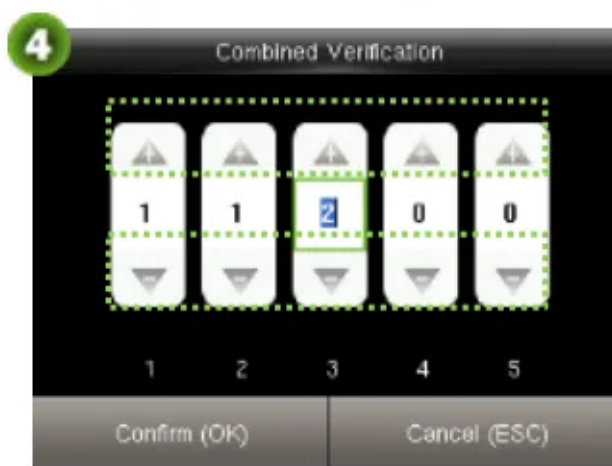 4
Combined Verification
+ + + + +
1 1 2 0 0
- - - - -
1 2 3 4 5
Confirm (OK) Cancel (ESC)